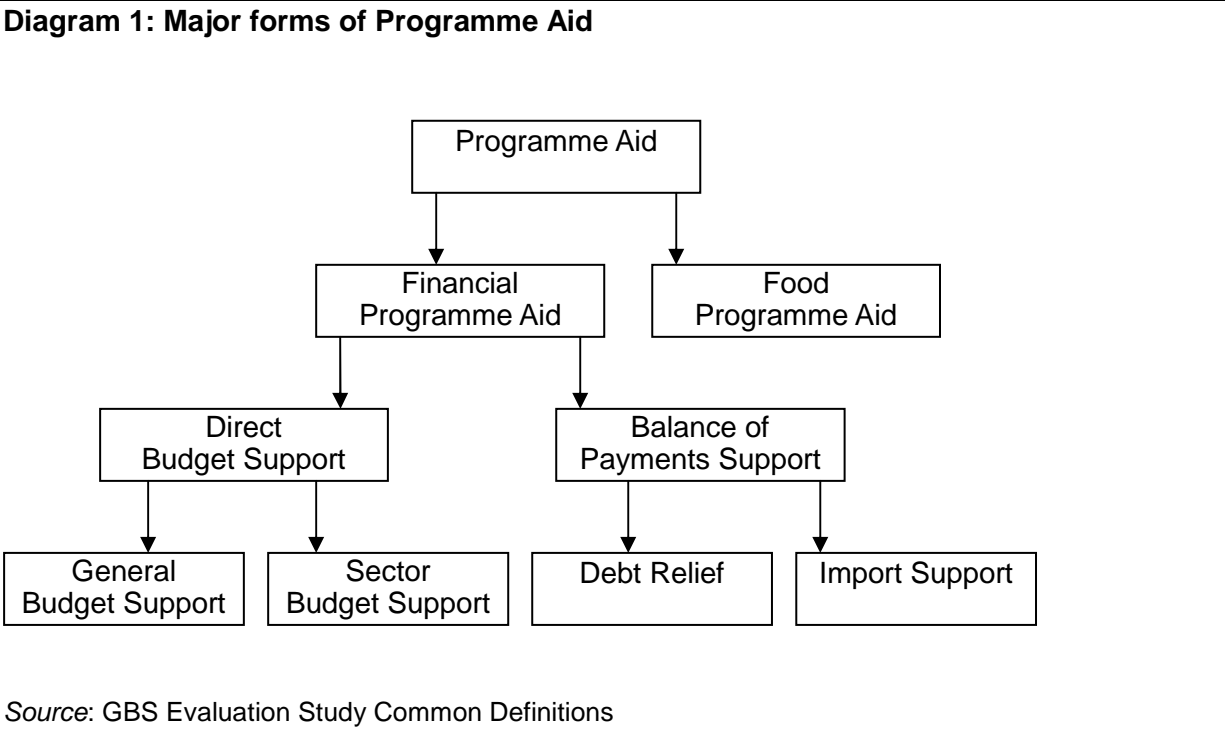 Diagram 1: Major forms of Programme Aid
Programme Aid
Financial
Programme Aid
Food
Programme Aid
Direct
Budget Support
Balance of
Payments Support
General
Budget Support
Sector
Budget Support
Debt Relief
Import Support
Source: GBS Evaluation Study Common Definitions